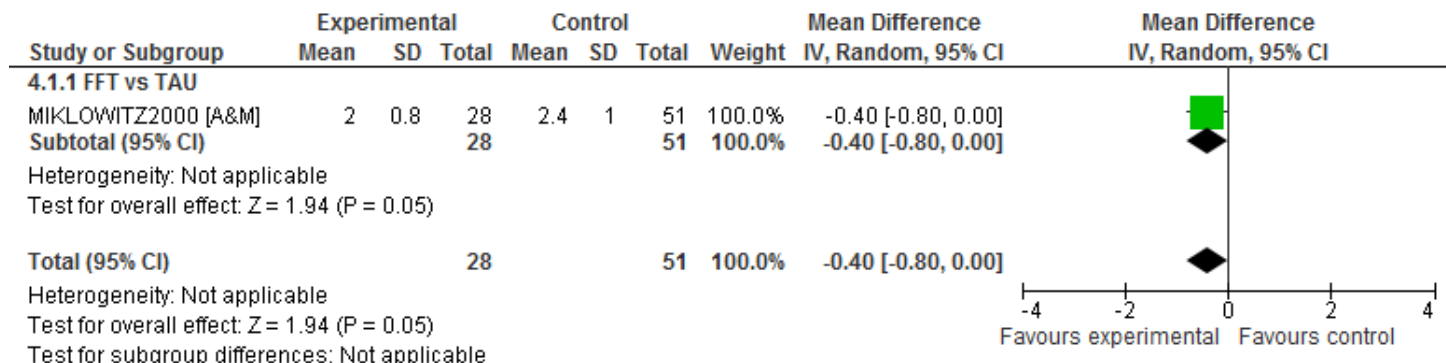 Experimental Control Mean Difference Mean Difference
Study or Subgroup Mean SD Total Mean SD Total Weight IV, Random, 95% CI IV, Random, 95% CI
4.1.1 FFT vs TAU
MIKLOWITZ2000 [A&M] 2 0.8 28 2.4 1 51 100.0% -0.40 [-0.80, 0.00]
Subtotal (95% CI) 28 51 100.0% -0.40 [-0.80, 0.00]
Heterogeneity: Not applicable
Test for overall effect: Z = 1.94 (P = 0.05)
Total (95% CI) 28 51 100.0% -0.40 [-0.80, 0.00]
Heterogeneity: Not applicable
Test for overall effect: Z = 1.94 (P = 0.05)
Test for subgroup differences: Not applicable
-4 -2 0 2 4
Favours experimental Favours control